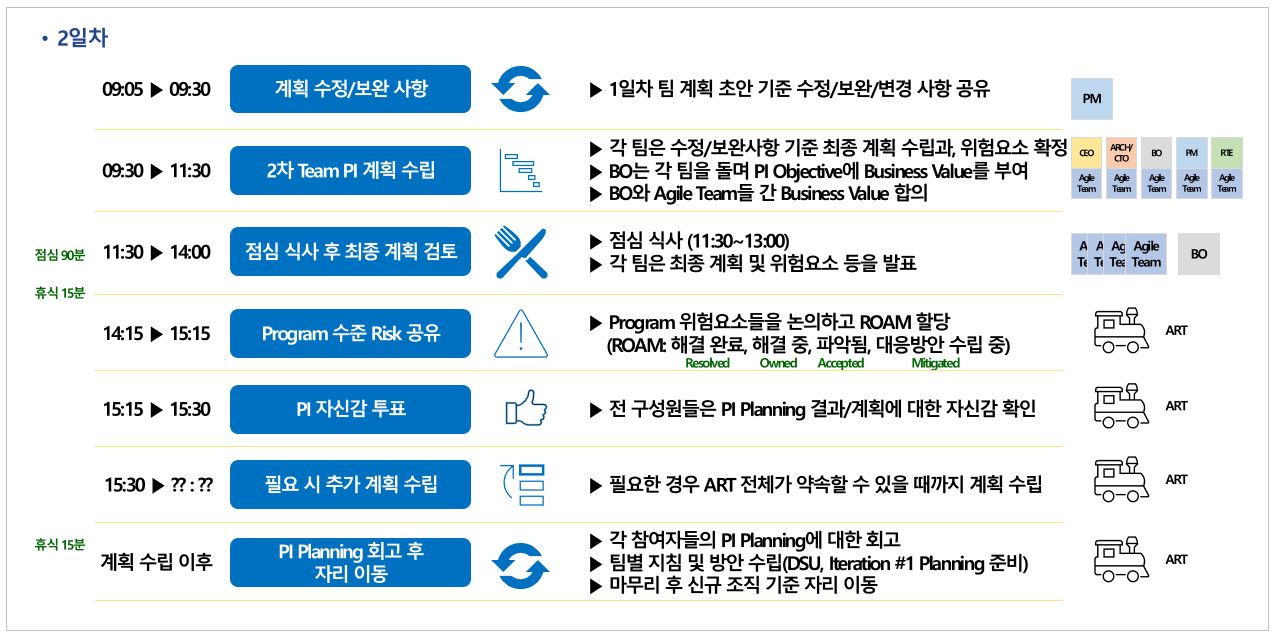 • 2일차
09:05 ▶ 09:30
계획 수정/보완 사항
▶ 1일차 팀 계획 초안 기준 수정/보완/변경 사항 공유
PM
09:30 ▶ 11:30
2차 Team PI 계획 수립
▶ 각 팀은 수정/보완사항 기준 최종 계획 수립과, 위험요소 확정
▶ BO는 각 팀을 돌며 PI Objective에 Business Value를 부여
▶ BO와 Agile Team들 간 Business Value 합의
CEO
ARCH/
CTO
BO
PM
RTE
Agile
Team
Agile
Team
Agile
Team
Agile
Team
Agile
Team
점심 90분
11:30 ▶ 14:00
점심 식사 후 최종 계획 검토
▶ 점심 식사 (11:30~13:00)
▶ 각 팀은 최종 계획 및 위험요소 등을 발표
A A Ag Agile
Te Te Tea Team
BO
휴식 15분
14:15 ▶ 15:15
Program 수준 Risk 공유
▶ Program 위험요소들을 논의하고 ROAM 할당
(ROAM: 해결 완료, 해결 중, 파악됨, 대응방안 수립 중)
Resolved Owned Accepted Mitigated
ART
15:15 ▶ 15:30
PI 자신감 투표
▶ 전 구성원들은 PI Planning 결과/계획에 대한 자신감 확인
ART
15:30 ▶ ?? : ??
필요 시 추가 계획 수립
▶ 필요한 경우 ART 전체가 약속할 수 있을 때까지 계획 수립
ART
휴식 15분
계획 수립 이후
PI Planning 회고 후
자리 이동
▶ 각 참여자들의 PI Planning에 대한 회고
▶ 팀별 지침 및 방안 수립(DSU, Iteration #1 Planning 준비)
▶ 마무리 후 신규 조직 기준 자리 이동
ART